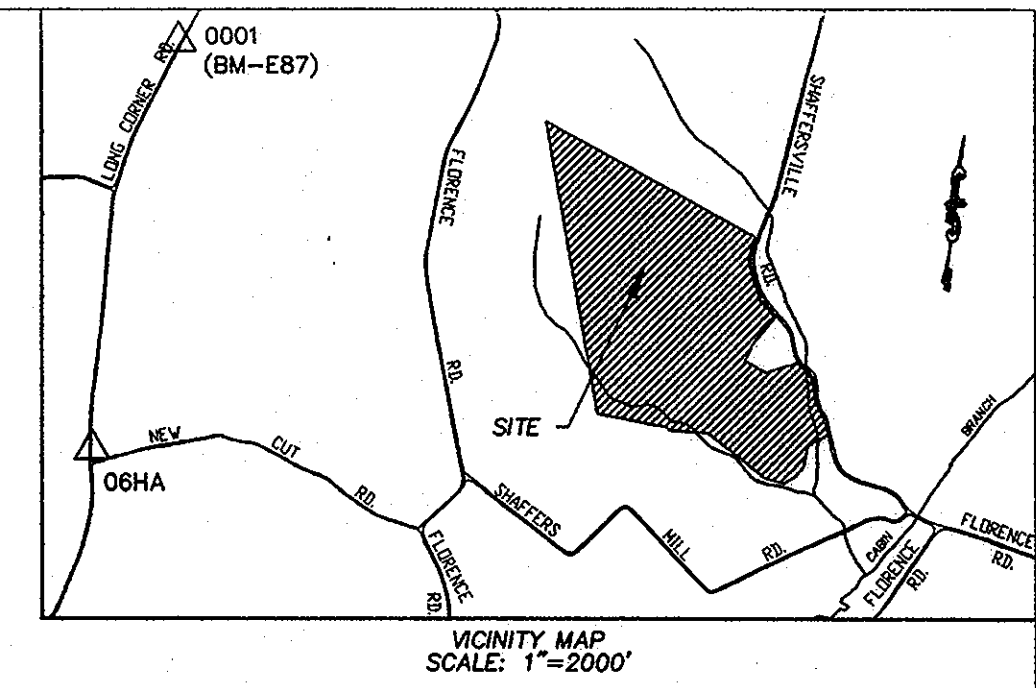 0001
(BM-E87)
LONG CORNER RD.
FLORENCE RD.
SHAFFERSVILLE RD.
SITE
NEW CUT RD.
06HA
SHAFFERS MILL RD.
FLORENCE RD.
CABIN BRANCH
FLORENCE RD.
FLORENCE RD.
VICINITY MAP
SCALE: 1"=2000'